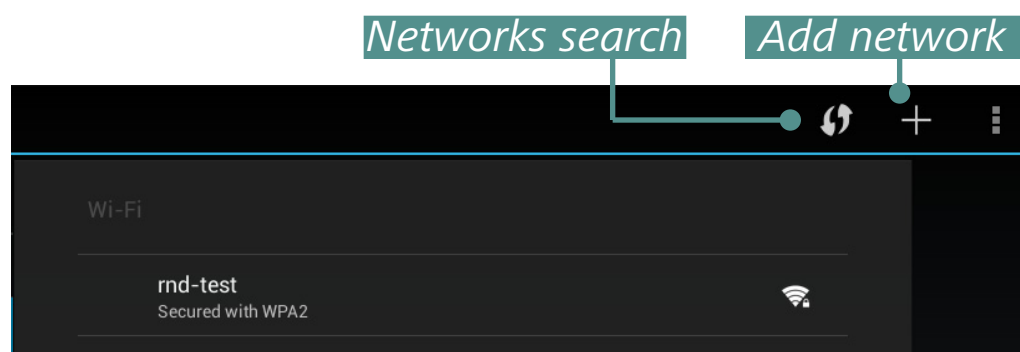 Networks search
Add network
Wi-Fi
rnd-test
Secured with WPA2